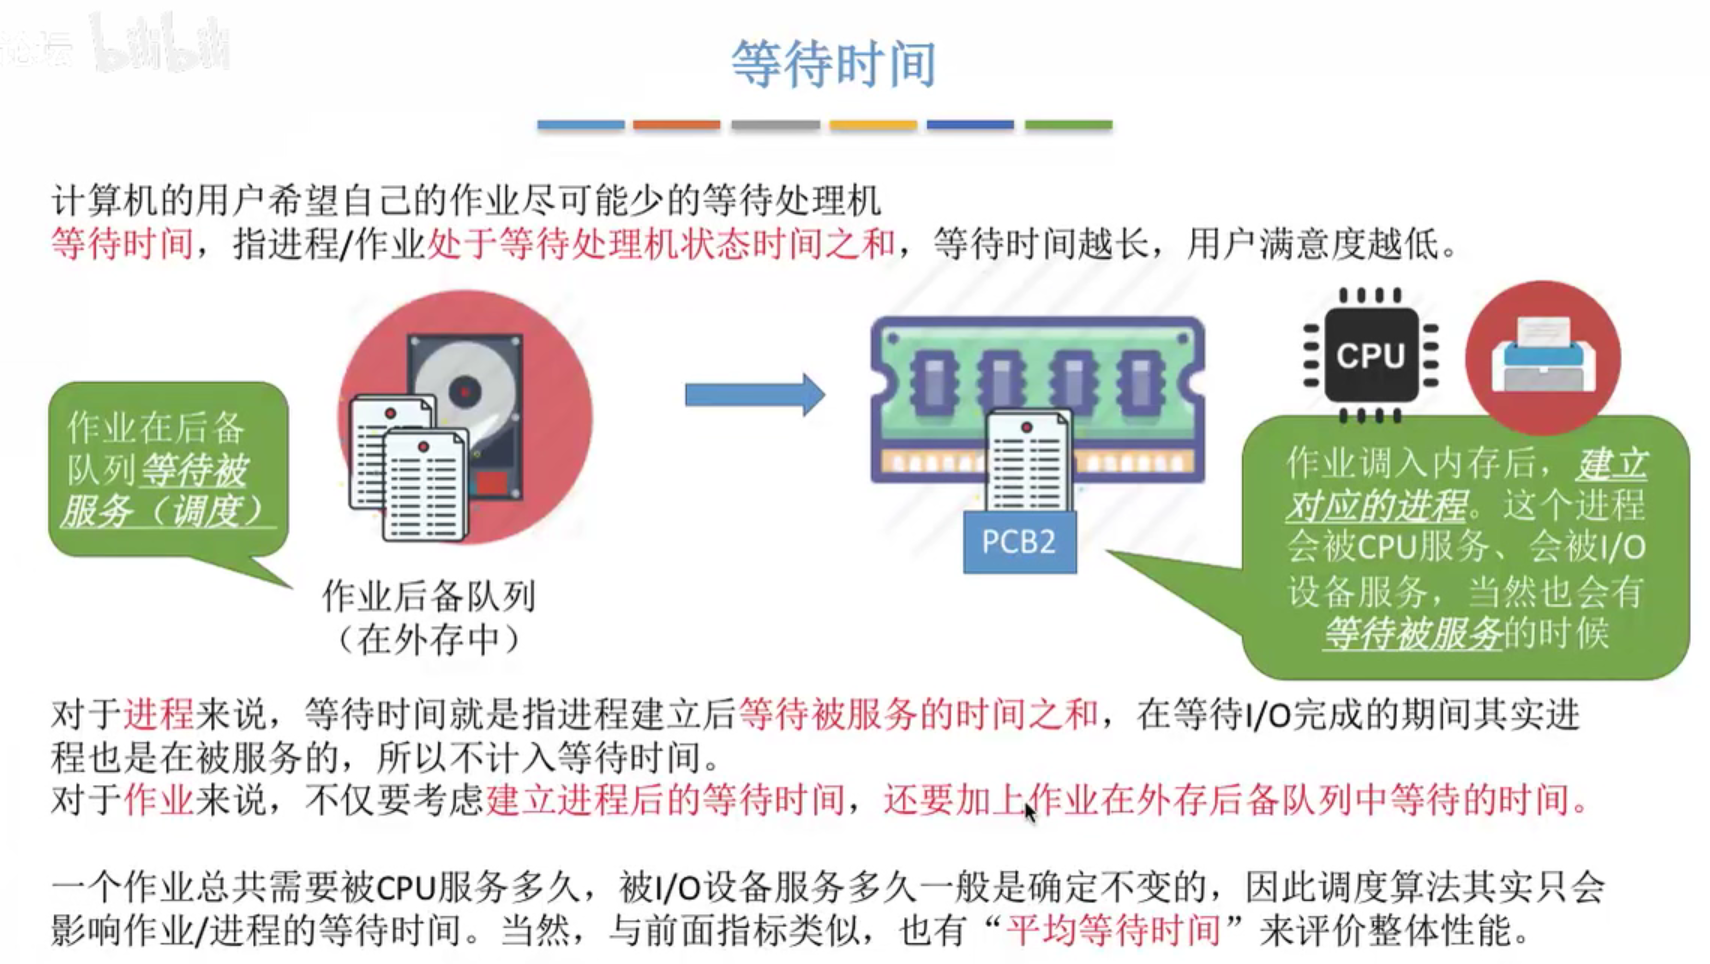 论坛 bilibili
等待时间
计算机的用户希望自己的作业尽可能少的等待处理机
等待时间，指进程/作业处于等待处理机状态时间之和，等待时间越长，用户满意度越低。
作业在后备
队列等待被
服务（调度）
作业后备队列
（在外存中）
PCB2
CPU
作业调入内存后，建立
对应的进程。这个进程
会被CPU服务、会被I/O
设备服务，当然也会有
等待被服务的时候
对于进程来说，等待时间就是指进程建立后等待被服务的时间之和，在等待I/O完成的期间其实进
程也是在被服务的，所以不计入等待时间。
对于作业来说，不仅要考虑建立进程后的等待时间，还要加上作业在外存后备队列中等待的时间。
一个作业总共需要被CPU服务多久，被I/O设备服务多久一般是确定不变的，因此调度算法其实只会
影响作业/进程的等待时间。当然，与前面指标类似，也有“平均等待时间”来评价整体性能。